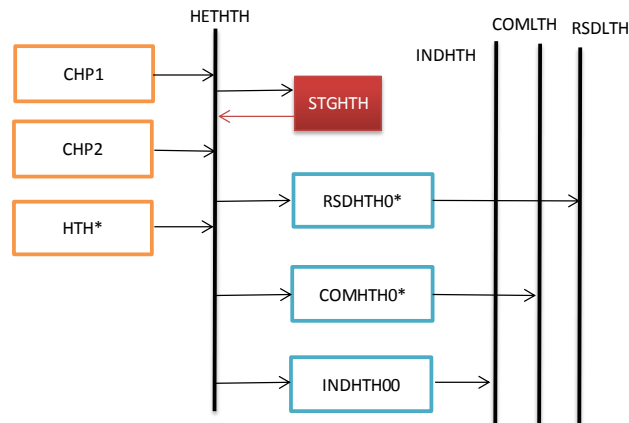 HETHTH
COMLTH
RSDLTH
INDHTH
CHP1
STGHTH
CHP2
RSDHTH0*
HTH*
COMHTH0*
INDHTH00